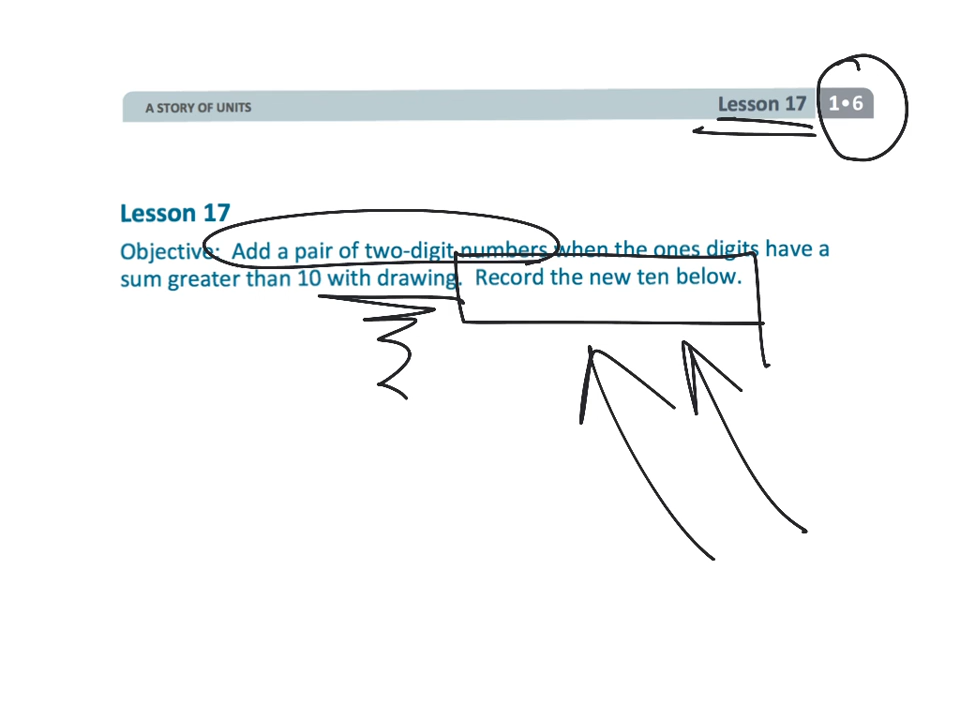 A STORY OF UNITS
Lesson 17
1•6
Lesson 17
Objective: Add a pair of two-digit numbers when the ones digits have a
sum greater than 10 with drawing. Record the new ten below.